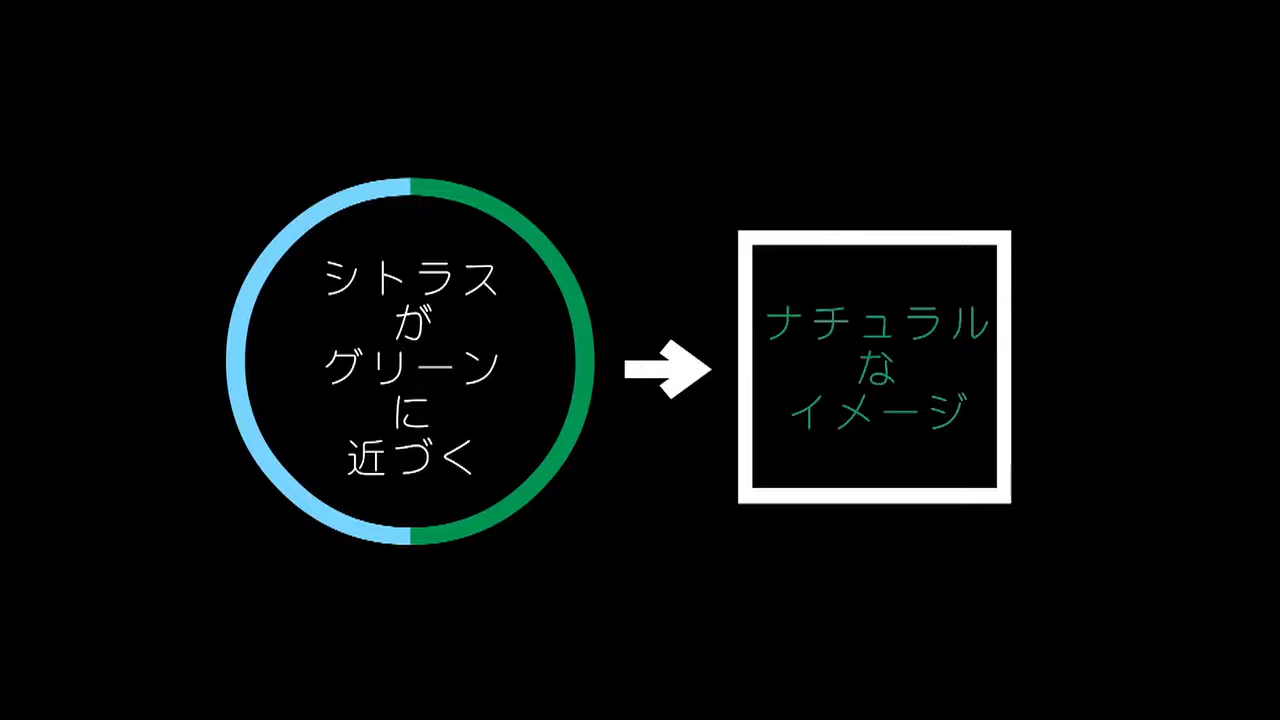 シトラス
が
グリーン
に
近づく
ナチュラル
な
イメージ